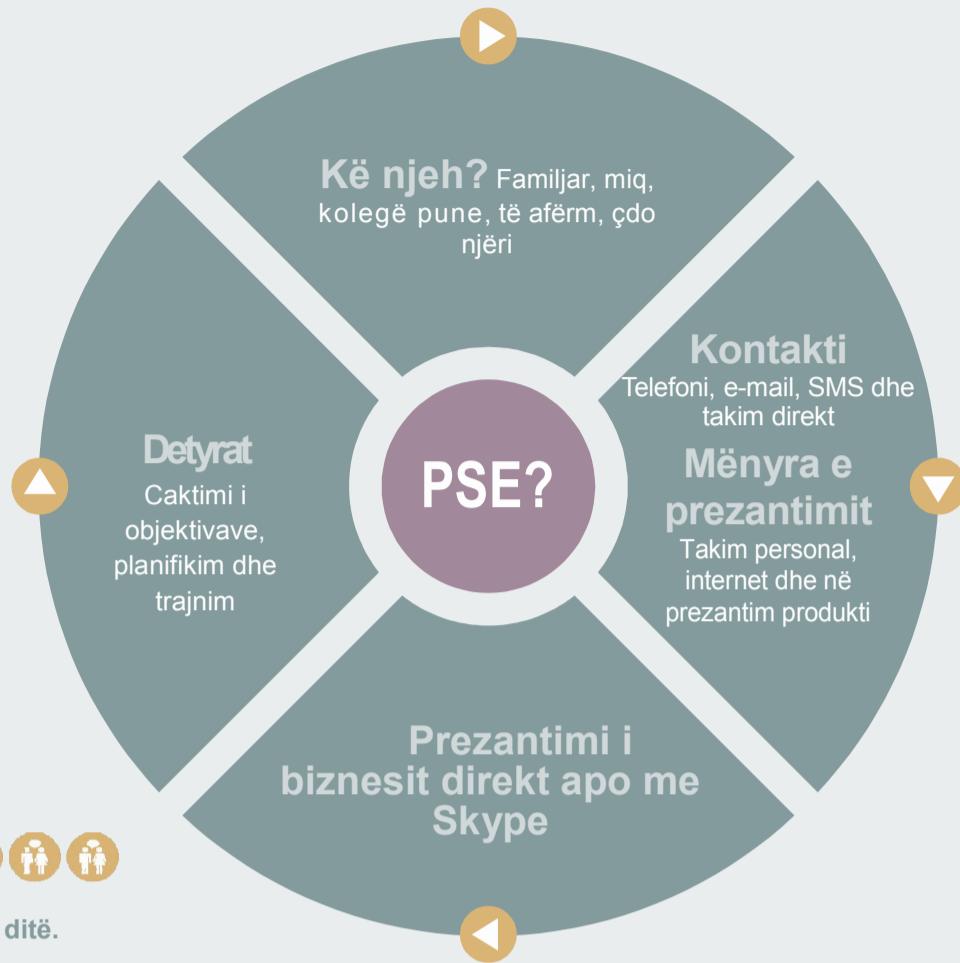 Kë njeh? Familjar, miq,
kolegë pune, të afërm, çdo
njëri
Kontakti
Telefoni, e-mail, SMS dhe
takim direkt
Mënyra e
prezantimit
Takim personal,
internet dhe në
prezantim produkti
Detyrat
Caktimi i
objektivave,
planifikim dhe
trajnim
PSE?
Prezantimi i
biznesit direkt apo me
Skype
ditë.